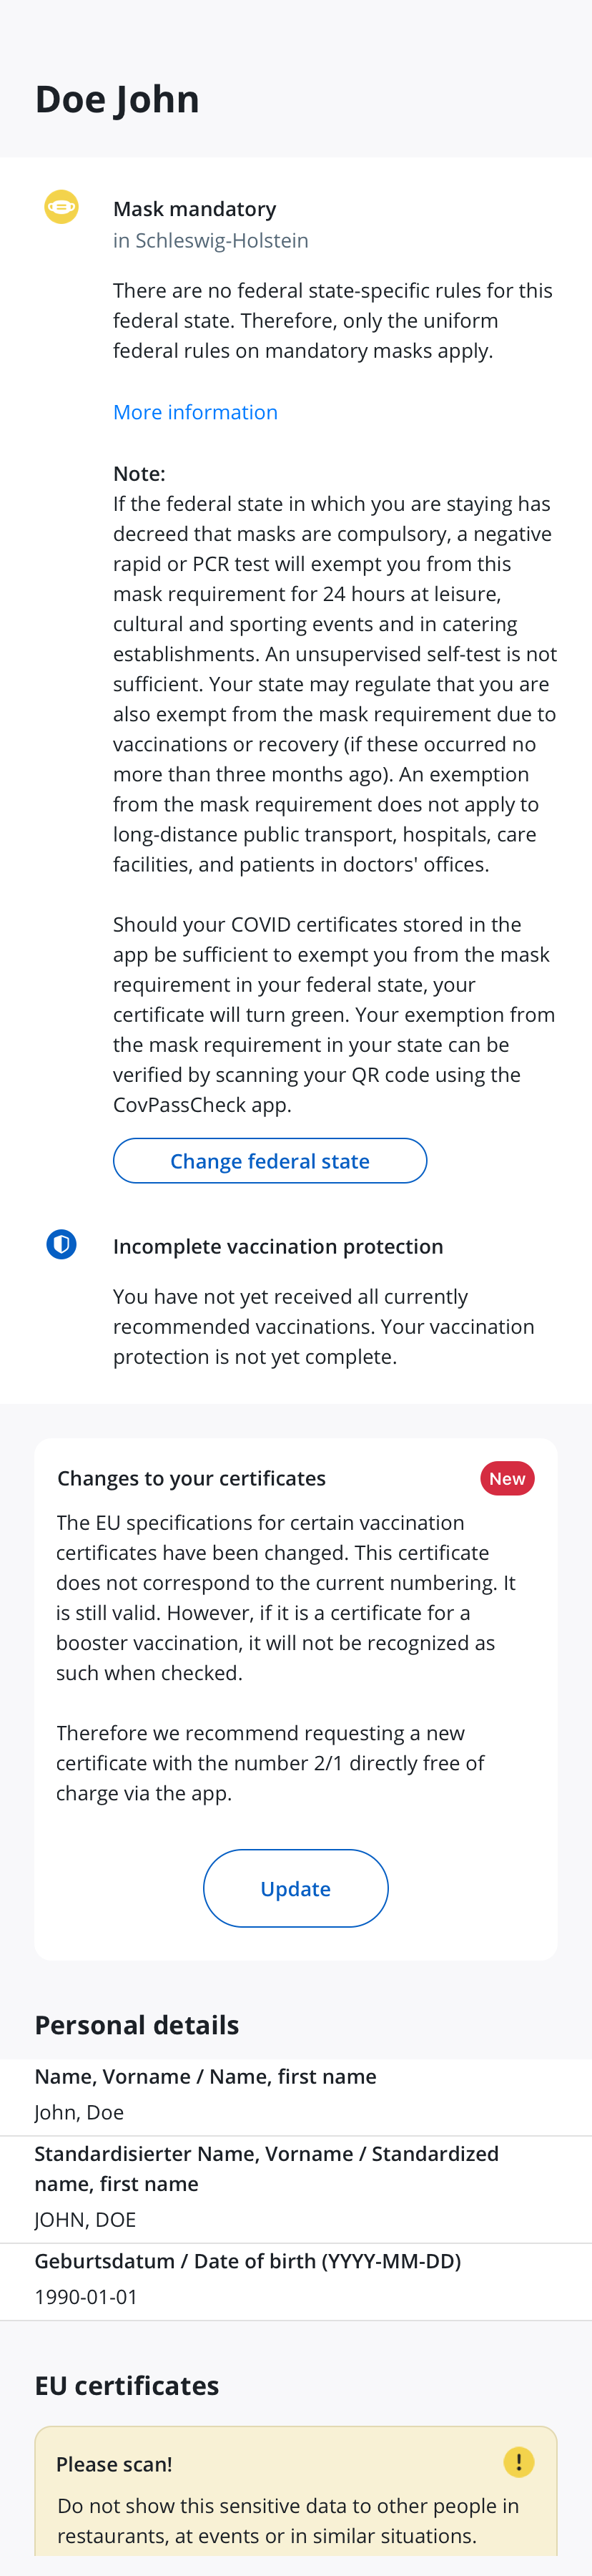 Doe John
Mask mandatory
in Schleswig-Holstein
There are no federal state-specific rules for this
federal state. Therefore, only the uniform
federal rules on mandatory masks apply.
More information
Note:
If the federal state in which you are staying has
decreed that masks are compulsory, a negative
rapid or PCR test will exempt you from this
mask requirement for 24 hours at leisure,
cultural and sporting events and in catering
establishments. An unsupervised self-test is not
sufficient. Your state may regulate that you are
also exempt from the mask requirement due to
vaccinations or recovery (if these occurred no
more than three months ago). An exemption
from the mask requirement does not apply to
long-distance public transport, hospitals, care
facilities, and patients in doctors' offices.
Should your COVID certificates stored in the
app be sufficient to exempt you from the mask
requirement in your federal state, your
certificate will turn green. Your exemption from
the mask requirement in your state can be
verified by scanning your QR code using the
CovPassCheck app.
Change federal state
Incomplete vaccination protection
You have not yet received all currently
recommended vaccinations. Your vaccination
protection is not yet complete.
Changes to your certificates
New
The EU specifications for certain vaccination
certificates have been changed. This certificate
does not correspond to the current numbering. It
is still valid. However, if it is a certificate for a
booster vaccination, it will not be recognized as
such when checked.
Therefore we recommend requesting a new
certificate with the number 2/1 directly free of
charge via the app.
Update
Personal details
Name, Vorname / Name, first name
John, Doe
Standardisierter Name, Vorname / Standardized
name, first name
JOHN, DOE
Geburtsdatum / Date of birth (YYYY-MM-DD)
1990-01-01
EU certificates
Please scan!
Do not show this sensitive data to other people in
restaurants, at events or in similar situations.